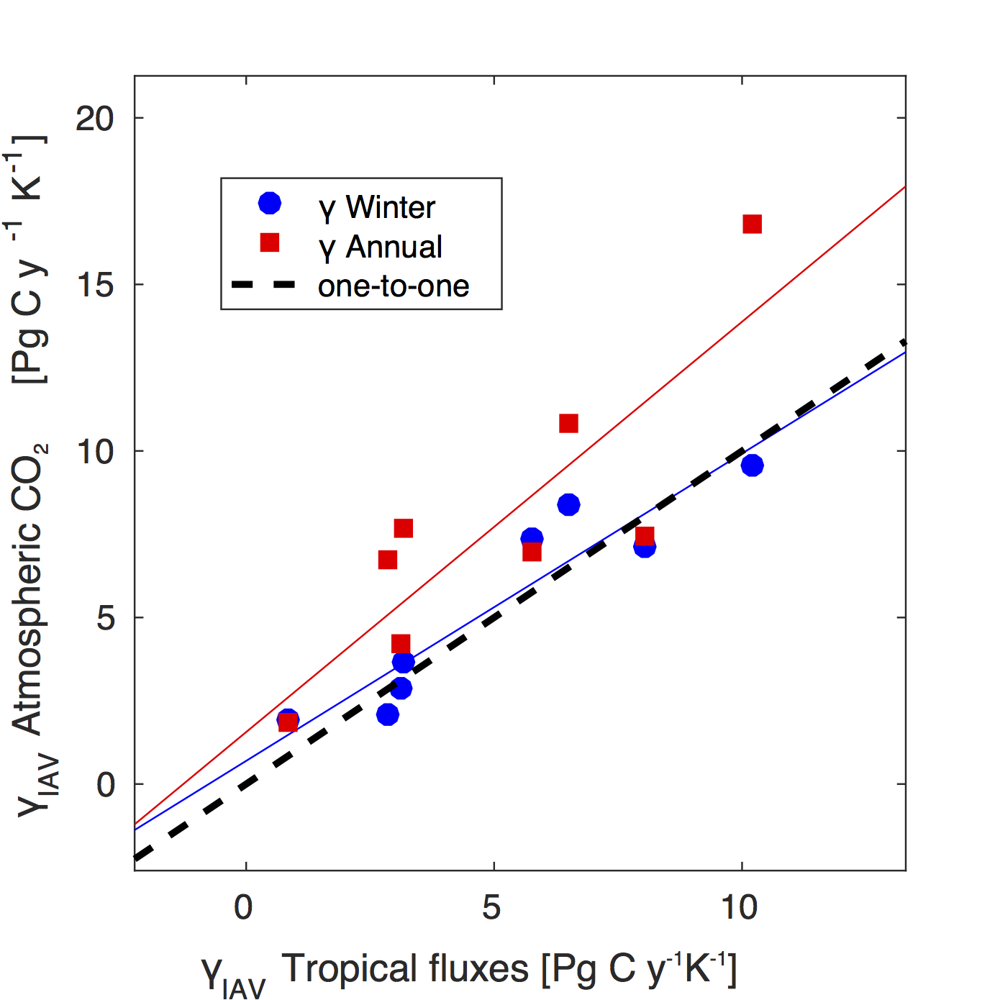 20
15
10
5
0
γ Winter
γ Annual
one-to-one
γIAV Atmospheric CO₂ [Pg C y ⁻¹ K⁻¹]
0 5 10
γIAV Tropical fluxes [Pg C y⁻¹K⁻¹]